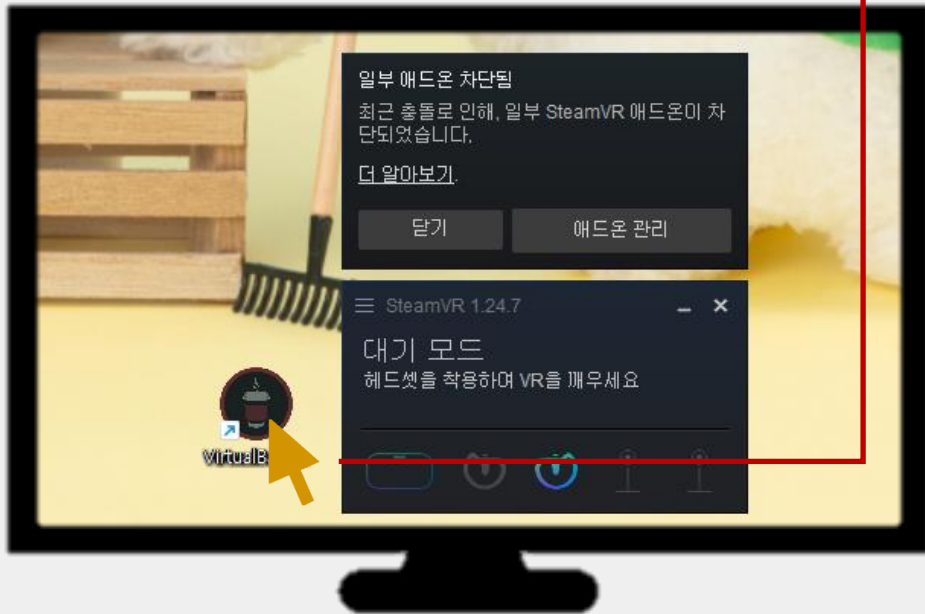 일부 애드온 차단됨
최근 충돌로 인해, 일부 SteamVR 애드온이 차
단되었습니다.
더 알아보기.
닫기
애드온 관리
SteamVR 1.24.7
대기 모드
헤드셋을 착용하여 VR을 깨우세요